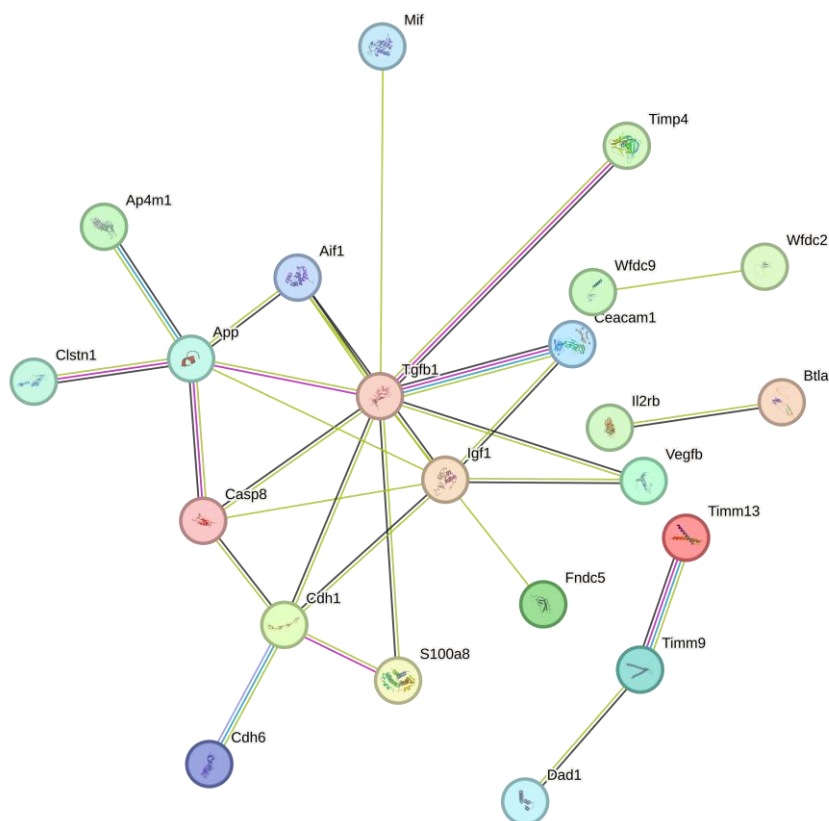 Mif
Timp4
Ap4m1
Wfdc2
Aif1
Wfdc9
Ceacam1
App
Clstn1
Tgfb1
Btla
Il2rb
Igf1
Vegfb
Casp8
Timm13
Fndc5
Cdh1
Timm9
S100a8
Cdh6
Dad1